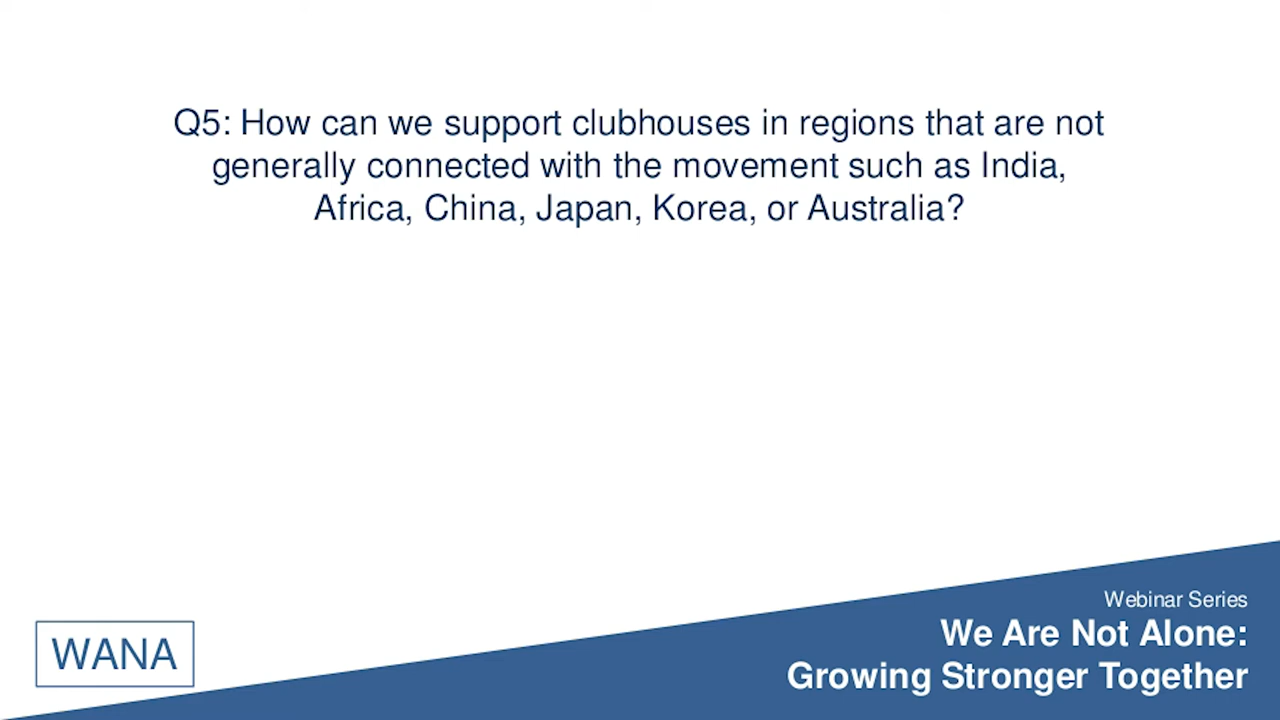 Q5: How can we support clubhouses in regions that are not
generally connected with the movement such as India,
Africa, China, Japan, Korea, or Australia?
Webinar Series
We Are Not Alone:
Growing Stronger Together
WANA